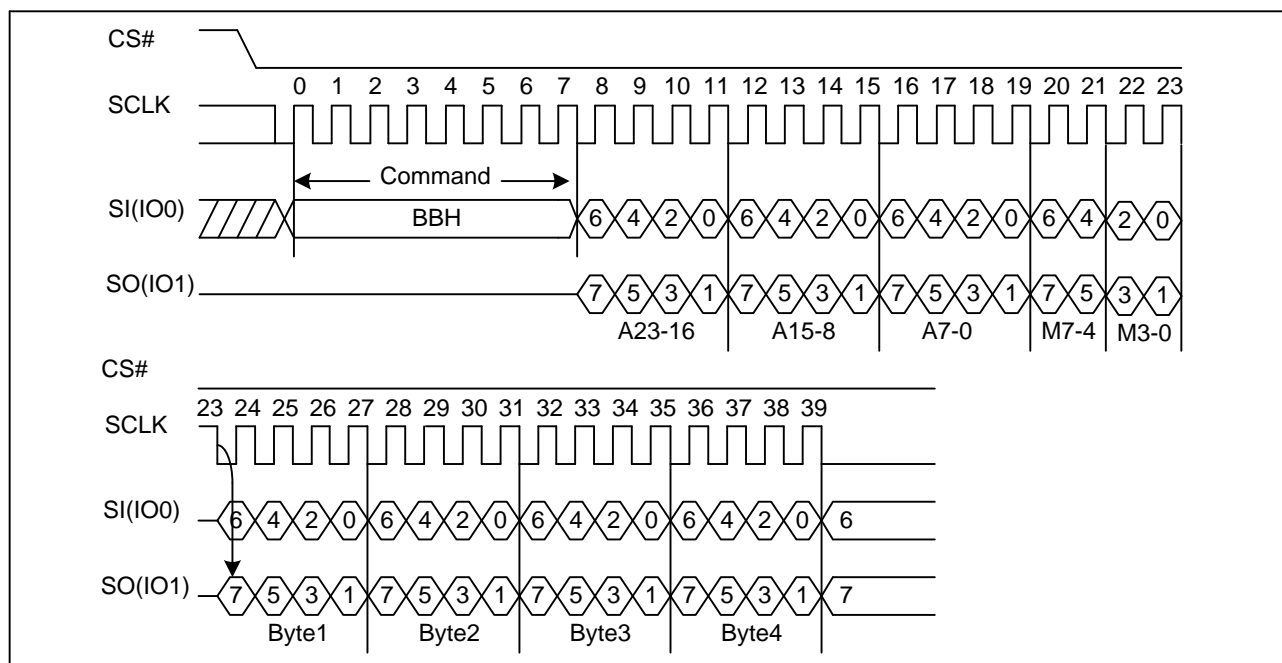 CS#
0 1 2 3 4 5 6 7 8 9 10 11 12 13 14 15 16 17 18 19 20 21 22 23
SCLK
Command
SI(IO0) BBH 6 4 2 0 6 4 2 0 6 4 2 0 6 4 2 0
SO(IO1) 7 5 3 1 7 5 3 1 7 5 3 1 7 5 3 1
A23-16 A15-8 A7-0 M7-4 M3-0
CS#
23 24 25 26 27 28 29 30 31 32 33 34 35 36 37 38 39
SCLK
SI(IO0) 6 4 2 0 6 4 2 0 6 4 2 0 6 4 2 0 6
SO(IO1) 7 5 3 1 7 5 3 1 7 5 3 1 7 5 3 1 7
Byte1 Byte2 Byte3 Byte4